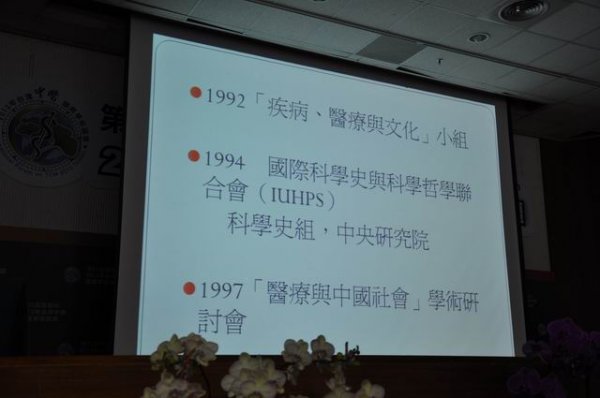 1992「疾病、醫療與文化」小組
1994 國際科學史與科學哲學聯
合會（IUHPS）
科學史組，中央研究院
1997「醫療與中國社會」學術研
討會
第
2